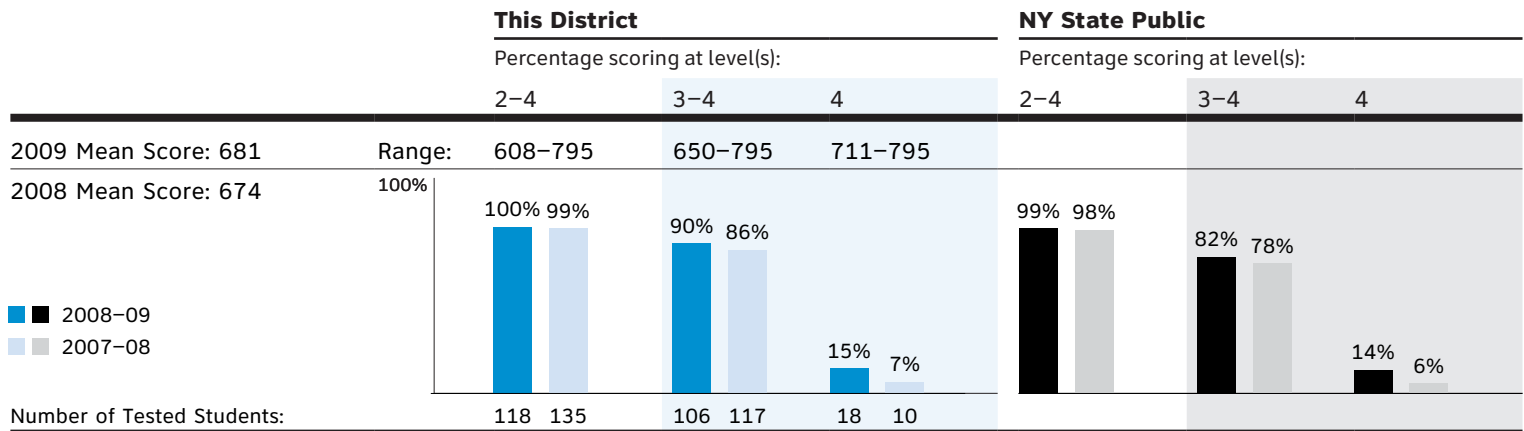 This District NY State Public
Percentage scoring at level(s): Percentage scoring at level(s):
2–4 3–4 4 2–4 3–4 4
2009 Mean Score: 681 Range: 608–795 650–795 711–795
2008 Mean Score: 674 100%
100% 99% 90% 86% 15% 7% 99% 98% 82% 78% 14% 6%
2008–09
2007–08
Number of Tested Students: 118 135 106 117 18 10